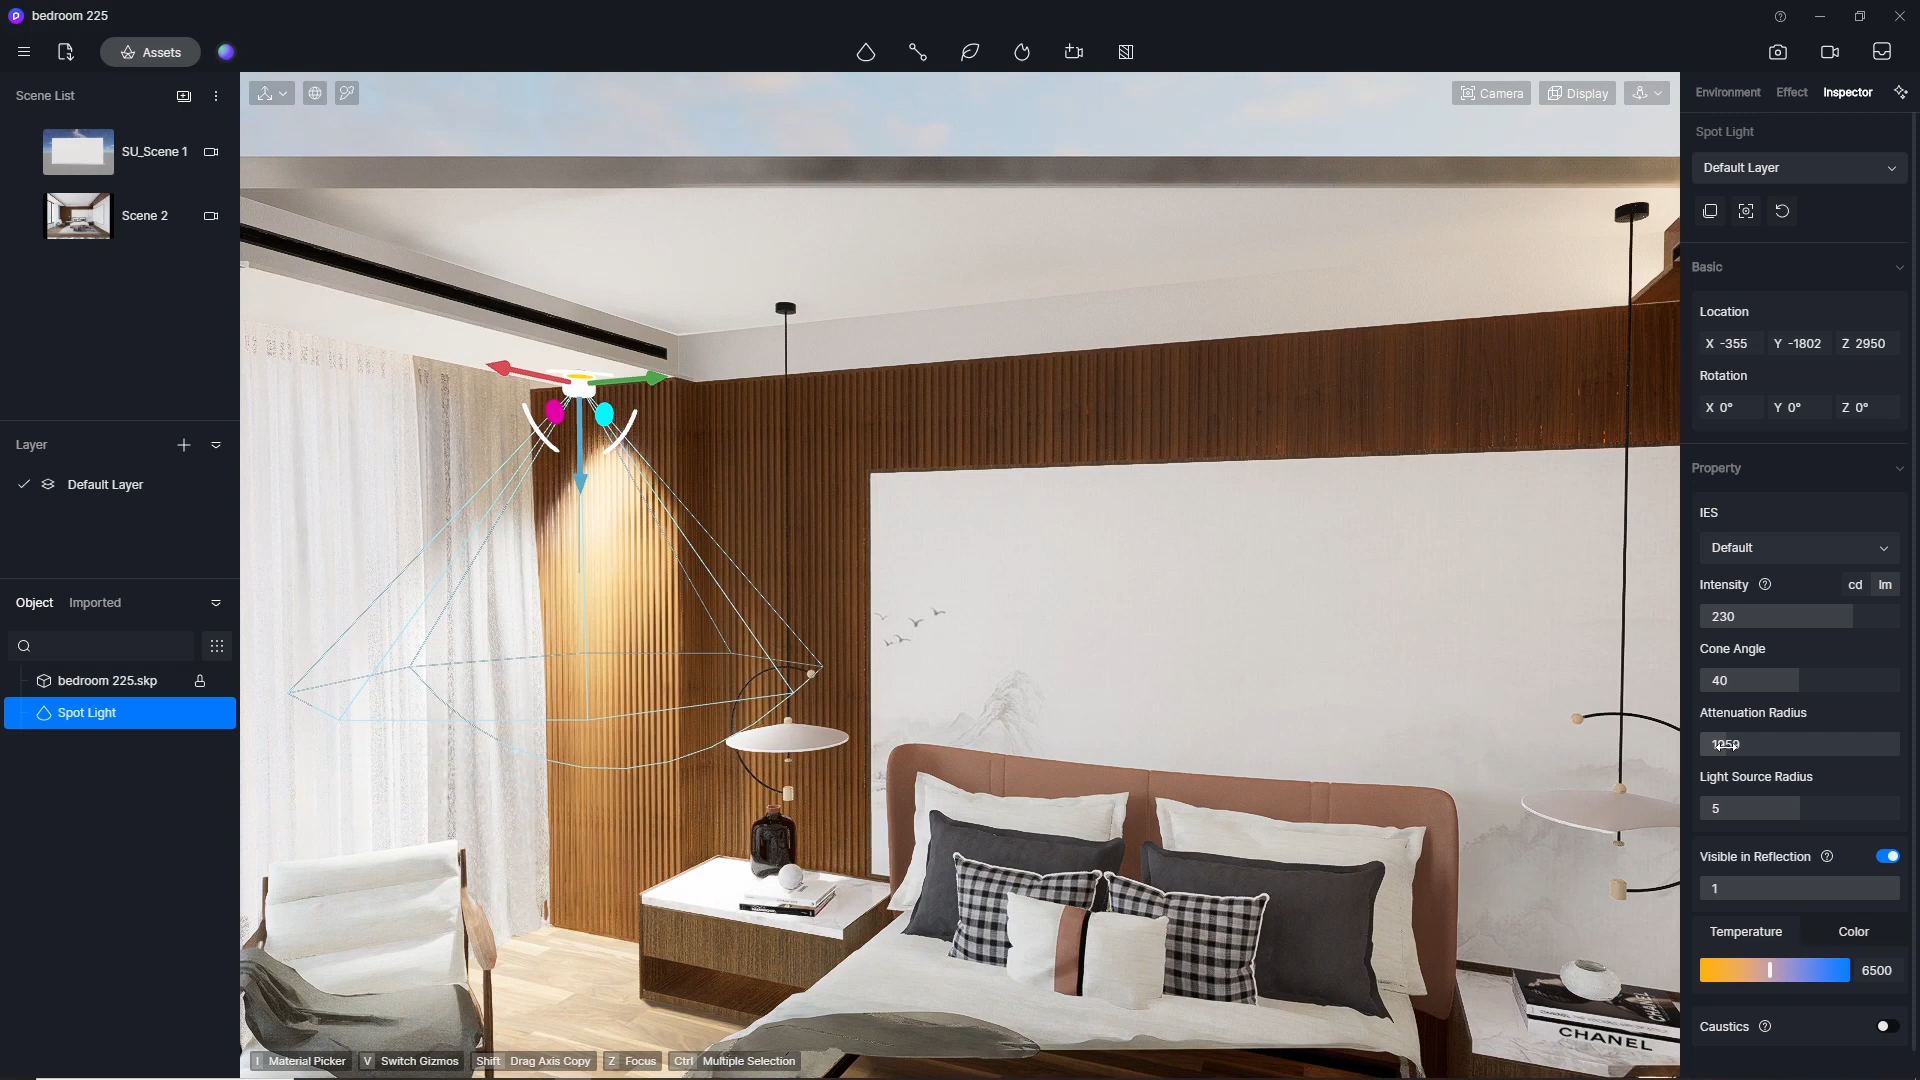 bedroom 225
Assets
Scene List
SU_Scene 1
Scene 2
Layer
Default Layer
Object Imported
bedroom 225.skp
Spot Light
Camera
Display
I Material Picker V Switch Gizmos Shift Drag Axis Copy Z Focus Ctrl Multiple Selection
CHANEL
CHANEL
Environment Effect Inspector
Spot Light
Default Layer
Basic
Location
X -355 Y -1802 Z 2950
Rotation
X 0° Y 0° Z 0°
Property
IES
Default
Intensity cd lm
230
Cone Angle
40
Attenuation Radius
Light Source Radius
5
Visible in Reflection
1
Temperature Color
6500
Caustics